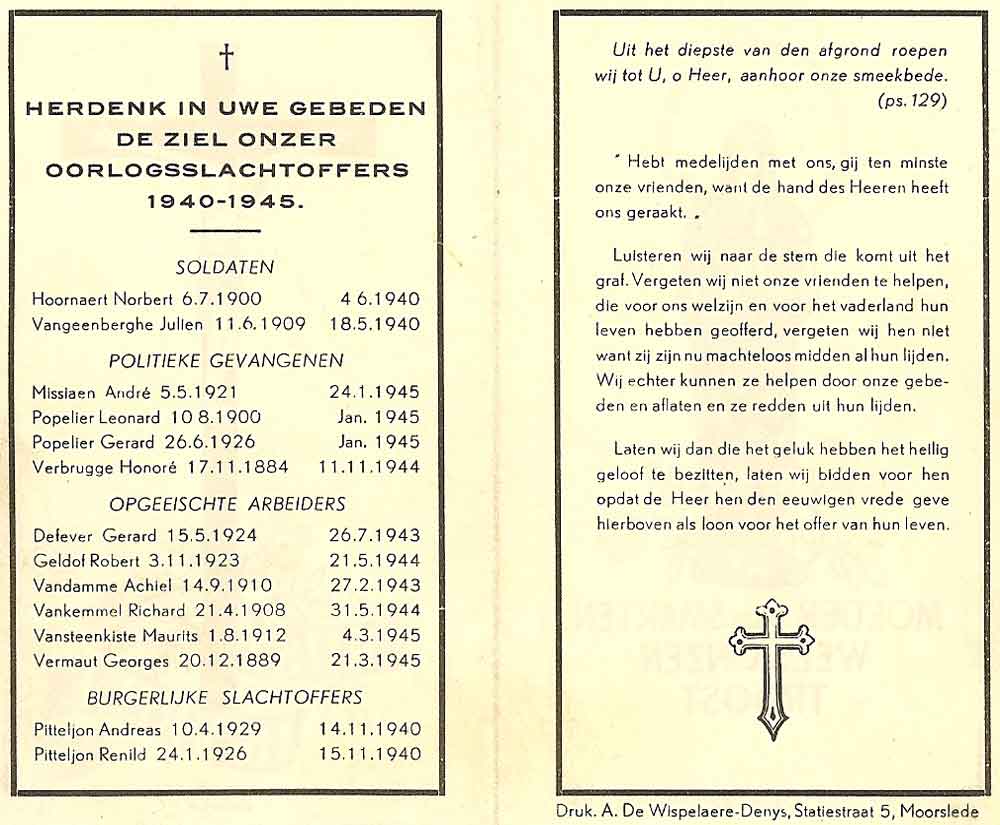 HERDENK IN UWE GEBEDEN
DE ZIEL ONZER
OORLOGSSLACHTOFFERS
1940-1945.
SOLDATEN
Hoornaert Norbert 6.7.1900 4 6.1940
Vangeenberghe Julien 11.6.1909 18.5.1940
POLITIEKE GEVANGENEN
Missiaen André 5.5.1921 24.1.1945
Popelier Leonard 10 8.1900 Jan. 1945
Popelier Gerard 26.6.1926 Jan. 1945
Verbrugge Honoré 17.11.1884 11.11.1944
OPGEEISCHTE ARBEIDERS
Defever Gerard 15.5.1924 26.7.1943
Geldof Robert 3.11.1923 21.5.1944
Vandamme Achiel 14.9.1910 27.2.1943
Vankemmel Richard 21.4.1908 31.5.1944
Vansteenkiste Maurits 1.8.1912 4.3.1945
Vermaut Georges 20.12.1889 21.3.1945
BURGERLIJKE SLACHTOFFERS
Pitteljon Andreas 10.4.1929 14.11.1940
Pitteljon Renild 24.1.1926 15.11.1940
Uit het diepste van den afgrond roepen
wij tot U, o Heer, aanhoor onze smeekbede.
(ps. 129)
" Hebt medelijden met ons, gij ten minste
onze vrienden, want de hand des Heeren heeft
ons geraakt. „
Luisteren wij naar de stem die komt uit het
graf. Vergeten wij niet onze vrienden te helpen,
die voor ons welzijn en voor het vaderland hun
leven hebben geofferd, vergeten wij hen niet
want zij zijn nu machteloos midden al hun lijden.
Wij echter kunnen ze helpen door onze gebe-
den en aflaten en ze redden uit hun lijden.
Laten wij dan die het geluk hebben het heilig
geloof te bezitten, laten wij bidden voor hen
opdat de Heer hen den eeuwigen vrede geve
hierboven als loon voor het offer van hun leven.
Druk. A. De Wispelaere-Denys, Statiestraat 5, Moorslede